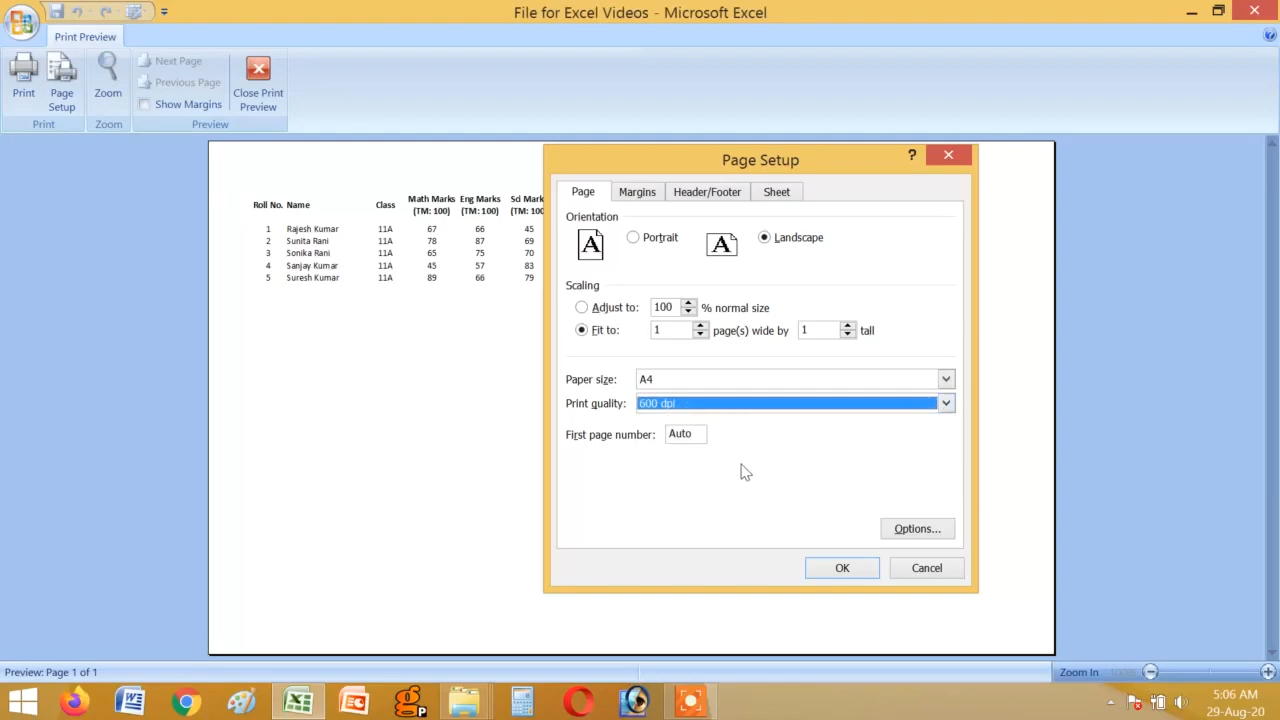 File for Excel Videos - Microsoft Excel
Print Preview
Print
Page Setup
Zoom
Next Page
Previous Page
Show Margins
Close Print Preview
Print
Zoom
Preview
Roll No. Name Class Math Marks (TM: 100) Eng Marks (TM: 100)
1 Rajesh Kumar 11A 67 66 45
2 Sunita Rani 11A 78 87 69
3 Sonika Rani 11A 65 75 70
4 Sanjay Kumar 11A 45 57 83
5 Suresh Kumar 11A 89 66 79
Page Setup
?
Page Margins Header/Footer Sheet
Orientation
A Portrait A Landscape
Scaling
Adjust to: 100 % normal size
Fit to: 1 page(s) wide by 1 tall
Paper size: A4
Print quality: 600 dpi
First page number: Auto
Options...
OK Cancel
Preview: Page 1 of 1
Zoom In 100%
5:06 AM
29-Aug-20